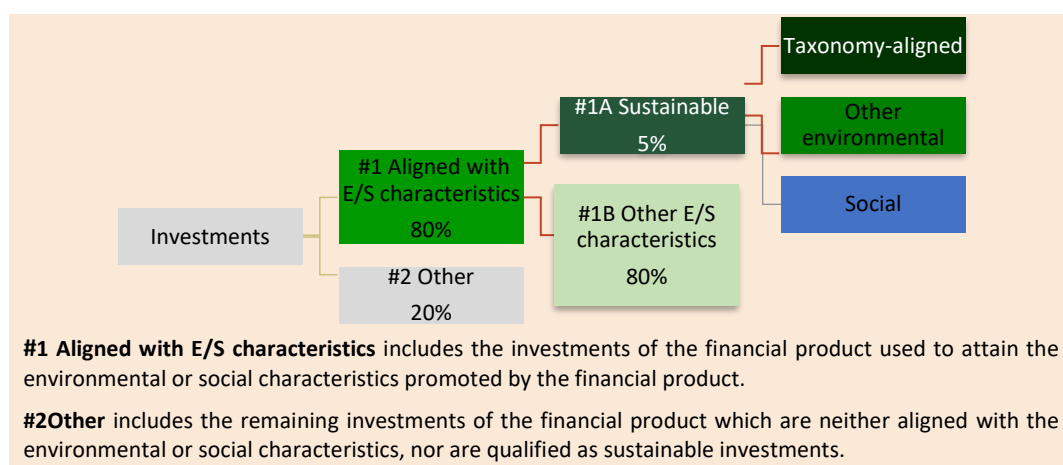 Taxonomy-aligned
#1A Sustainable
5%
Other
environmental
#1 Aligned with
E/S characteristics
80%
#1B Other E/S
characteristics
80%
Social
Investments
#2 Other
20%
#1 Aligned with E/S characteristics includes the investments of the financial product used to attain the
environmental or social characteristics promoted by the financial product.
#2Other includes the remaining investments of the financial product which are neither aligned with the
environmental or social characteristics, nor are qualified as sustainable investments.